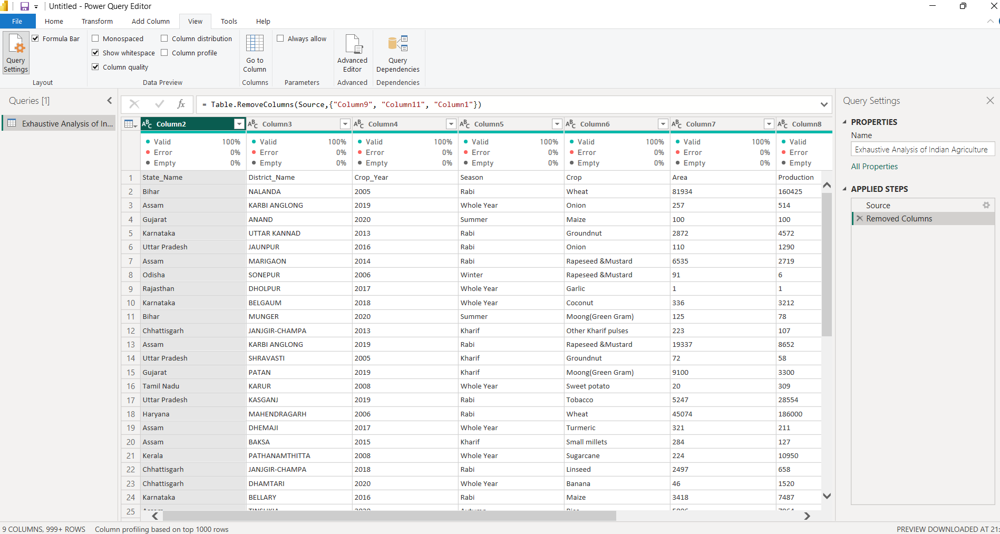 Untitled - Power Query Editor
File Home Transform Add Column View Tools Help
Query Settings
Formula Bar
Layout
Monospaced Column distribution
Show whitespace Column profile
Column quality
Data Preview
Go to Column
Columns
Always allow
Parameters
Advanced Editor
Advanced
Query Dependencies
Dependencies
Queries [1]
Exhaustive Analysis of In...
fx = Table.RemoveColumns(Source,{"Column9", "Column11", "Column1"})
ABC Column2 ABC Column3 ABC Column4 ABC Column5 ABC Column6 ABC Column7 ABC Column8
Valid 100% Valid 100% Valid 100% Valid 100% Valid 100% Valid 100% Valid
Error 0% Error 0% Error 0% Error 0% Error 0% Error 0% Error
Empty 0% Empty 0% Empty 0% Empty 0% Empty 0% Empty 0% Empty
1 State_Name District_Name Crop_Year Season Crop Area Production
2 Bihar NALANDA 2005 Rabi Wheat 81934 160425
3 Assam KARBI ANGLONG 2019 Whole Year Onion 257 514
4 Gujarat ANAND 2020 Summer Maize 100 100
5 Karnataka UTTAR KANNAD 2013 Rabi Groundnut 2872 4572
6 Uttar Pradesh JAUNPUR 2016 Rabi Onion 110 1290
7 Assam MARIGAON 2014 Rabi Rapeseed &Mustard 6535 2719
8 Odisha SONEPUR 2006 Winter Rapeseed &Mustard 91 6
9 Rajasthan DHOLPUR 2017 Whole Year Garlic 1 1
10 Karnataka BELGAUM 2018 Whole Year Coconut 336 3212
11 Bihar MUNGER 2020 Summer Moong(Green Gram) 125 78
12 Chhattisgarh JANJGIR-CHAMPA 2013 Kharif Other Kharif pulses 223 107
13 Assam KARBI ANGLONG 2019 Rabi Rapeseed &Mustard 19337 8652
14 Uttar Pradesh SHRAVASTI 2005 Kharif Groundnut 72 58
15 Gujarat PATAN 2019 Kharif Moong(Green Gram) 9100 3300
16 Tamil Nadu KARUR 2008 Whole Year Sweet potato 20 309
17 Uttar Pradesh KASGANJ 2019 Rabi Tobacco 5247 28554
18 Haryana MAHENDRAGARH 2006 Rabi Wheat 45074 186000
19 Assam DHEMAJI 2017 Whole Year Turmeric 321 211
20 Assam BAKSA 2015 Kharif Small millets 284 127
21 Kerala PATHANAMTHITTA 2008 Whole Year Sugarcane 224 10950
22 Chhattisgarh JANJGIR-CHAMPA 2018 Rabi Linseed 2497 658
23 Chhattisgarh DHAMTARI 2020 Whole Year Banana 46 1520
24 Karnataka BELLARY 2016 Rabi Maize 3418 7487
25
Query Settings
PROPERTIES
Name
Exhaustive Analysis of Indian Agriculture
All Properties
APPLIED STEPS
Source
Removed Columns
9 COLUMNS, 999+ ROWS Column profiling based on top 1000 rows
PREVIEW DOWNLOADED AT 21: